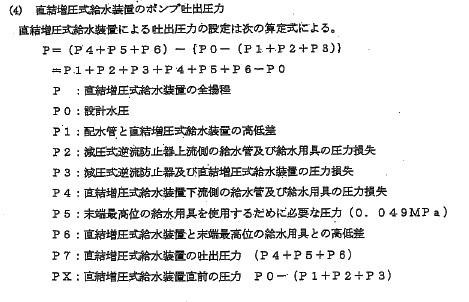 (4) 直結増圧式給水装置のポンプ吐出圧力
直結増圧式給水装置による吐出圧力の設定は次の算定式による。
P=(P4+P5+P6)-{P0-(P1+P2+P3)}
=P1+P2+P3+P4+P5+P6-P0
P :直結増圧式給水装置の全揚程
P0:設計水圧
P1:配水管と直結増圧式給水装置の高低差
P2:減圧式逆流防止器上流側の給水管及び給水用具の圧力損失
P3:減圧式逆流防止器及び直結増圧式給水装置の圧力損失
P4:直結増圧式給水装置下流側の給水管及び給水用具の圧力損失
P5:末端最高位の給水用具を使用するために必要な圧力(0.049MPa)
P6:直結増圧式給水装置と末端最高位の給水用具との高低差
P7:直結増圧式給水装置の吐出圧力 (P4+P5+P6)
PX:直結増圧式給水装置直前の圧力 P0-(P1+P2+P3)